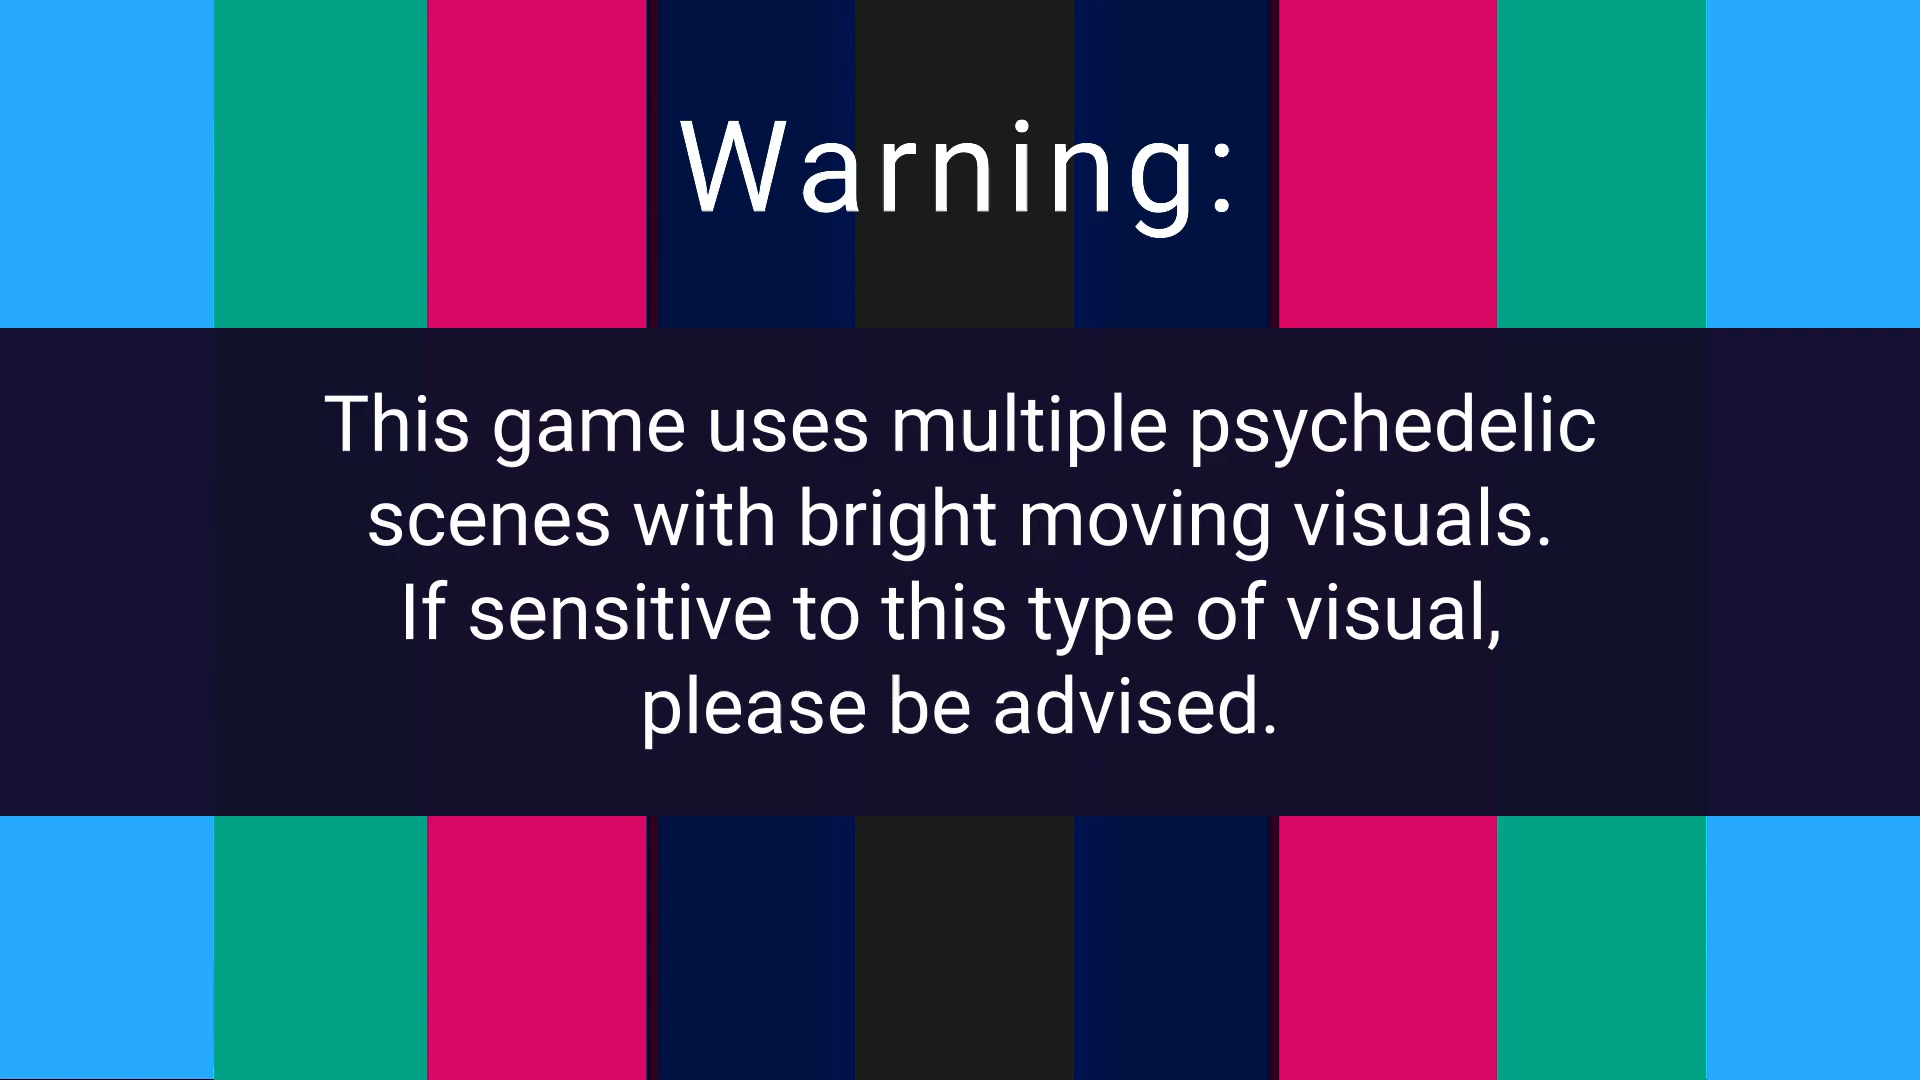 Warning:
This game uses multiple psychedelic
scenes with bright moving visuals.
If sensitive to this type of visual,
please be advised.